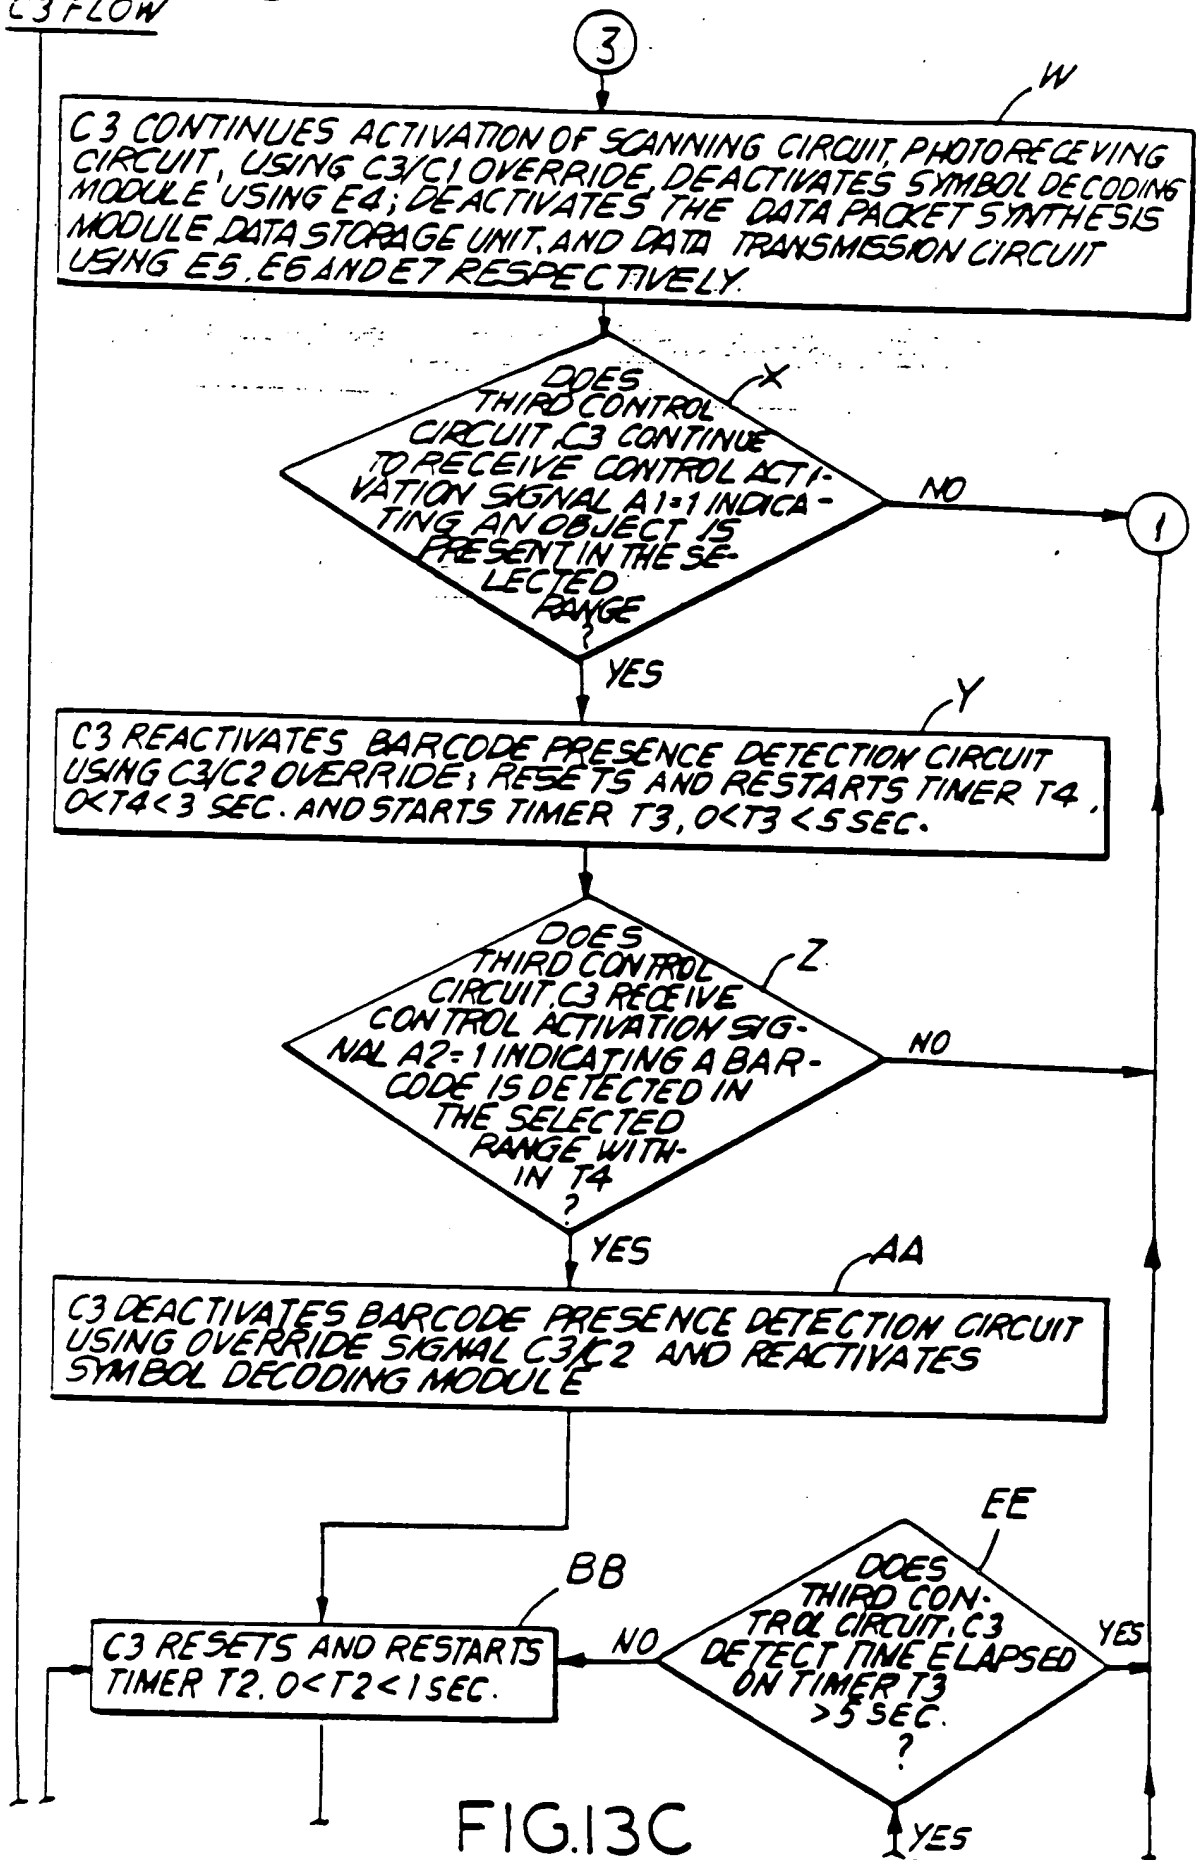 C3 FLOW
3
W
C3 CONTINUES ACTIVATION OF SCANNING CIRCUIT, PHOTORECEVING
CIRCUIT, USING C3/C1 OVERRIDE, DEACTIVATES SYMBOL DECODING
MODULE USING E4; DEACTIVATES THE DATA PACKET SYNTHESIS
MODULE, DATA STORAGE UNIT, AND DATA TRANSMISSION CIRCUIT
USING E5, E6 AND E7 RESPECTIVELY.
X
DOES
THIRD CONTROL
CIRCUIT, C3 CONTINUE
TO RECEIVE CONTROL ACTI-
VATION SIGNAL A1=1 INDICA-
TING AN OBJECT IS
PRESENT IN THE SE-
LECTED
RANGE
?
NO
1
YES
Y
C3 REACTIVATES BARCODE PRESENCE DETECTION CIRCUIT
USING C3/C2 OVERRIDE; RESETS AND RESTARTS TIMER T4,
0<T4<3 SEC. AND STARTS TIMER T3, 0<T3<5 SEC.
Z
DOES
THIRD CONTROL
CIRCUIT, C3 RECEIVE
CONTROL ACTIVATION SIG-
NAL A2=1 INDICATING A BAR-
CODE IS DETECTED IN
THE SELECTED
RANGE WITH-
IN T4
?
NO
YES
AA
C3 DEACTIVATES BARCODE PRESENCE DETECTION CIRCUIT
USING OVERRIDE SIGNAL C3/C2 AND REACTIVATES
SYMBOL DECODING MODULE
BB
C3 RESETS AND RESTARTS
TIMER T2, 0<T2<1 SEC.
EE
DOES
THIRD CON-
TROL CIRCUIT, C3
DETECT TIME ELAPSED
ON TIMER T3
>5 SEC.
?
NO
YES
YES
FIG.13C